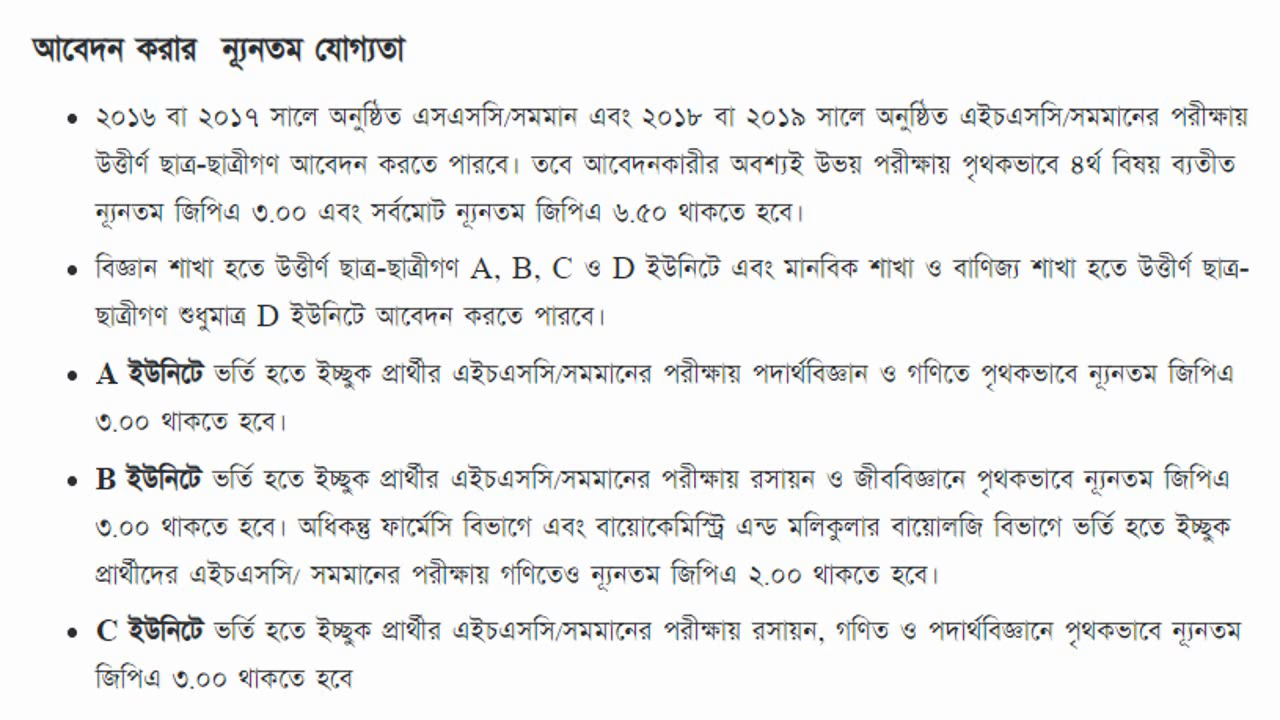 আবেদন করার ন্যূনতম যোগ্যতা
২০১৬ বা ২০১৭ সালে অনুষ্ঠিত এসএসসি/সমমান এবং ২০১৮ বা ২০১৯ সালে অনুষ্ঠিত এইচএসসি/সমমানের পরীক্ষায়
উত্তীর্ণ ছাত্র-ছাত্রীগণ আবেদন করতে পারবে। তবে আবেদনকারীর অবশ্যই উভয় পরীক্ষায় পৃথকভাবে ৪র্থ বিষয় ব্যতীত
ন্যূনতম জিপিএ ৩.০০ এবং সর্বমোট ন্যূনতম জিপিএ ৬.৫০ থাকতে হবে।
বিজ্ঞান শাখা হতে উত্তীর্ণ ছাত্র-ছাত্রীগণ A, B, C ও D ইউনিটে এবং মানবিক শাখা ও বাণিজ্য শাখা হতে উত্তীর্ণ ছাত্র-
ছাত্রীগণ শুধুমাত্র D ইউনিটে আবেদন করতে পারবে।
A ইউনিটে ভর্তি হতে ইচ্ছুক প্রার্থীর এইচএসসি/সমমানের পরীক্ষায় পদার্থবিজ্ঞান ও গণিতে পৃথকভাবে ন্যূনতম জিপিএ
৩.০০ থাকতে হবে।
B ইউনিটে ভর্তি হতে ইচ্ছুক প্রার্থীর এইচএসসি/সমমানের পরীক্ষায় রসায়ন ও জীববিজ্ঞানে পৃথকভাবে ন্যূনতম জিপিএ
৩.০০ থাকতে হবে। অধিকন্তু ফার্মেসি বিভাগে এবং বায়োকেমিস্ট্রি এন্ড মলিকুলার বায়োলজি বিভাগে ভর্তি হতে ইচ্ছুক
প্রার্থীদের এইচএসসি/ সমমানের পরীক্ষায় গণিতেও ন্যূনতম জিপিএ ২.০০ থাকতে হবে।
C ইউনিটে ভর্তি হতে ইচ্ছুক প্রার্থীর এইচএসসি/সমমানের পরীক্ষায় রসায়ন, গণিত ও পদার্থবিজ্ঞানে পৃথকভাবে ন্যূনতম
জিপিএ ৩.০০ থাকতে হবে